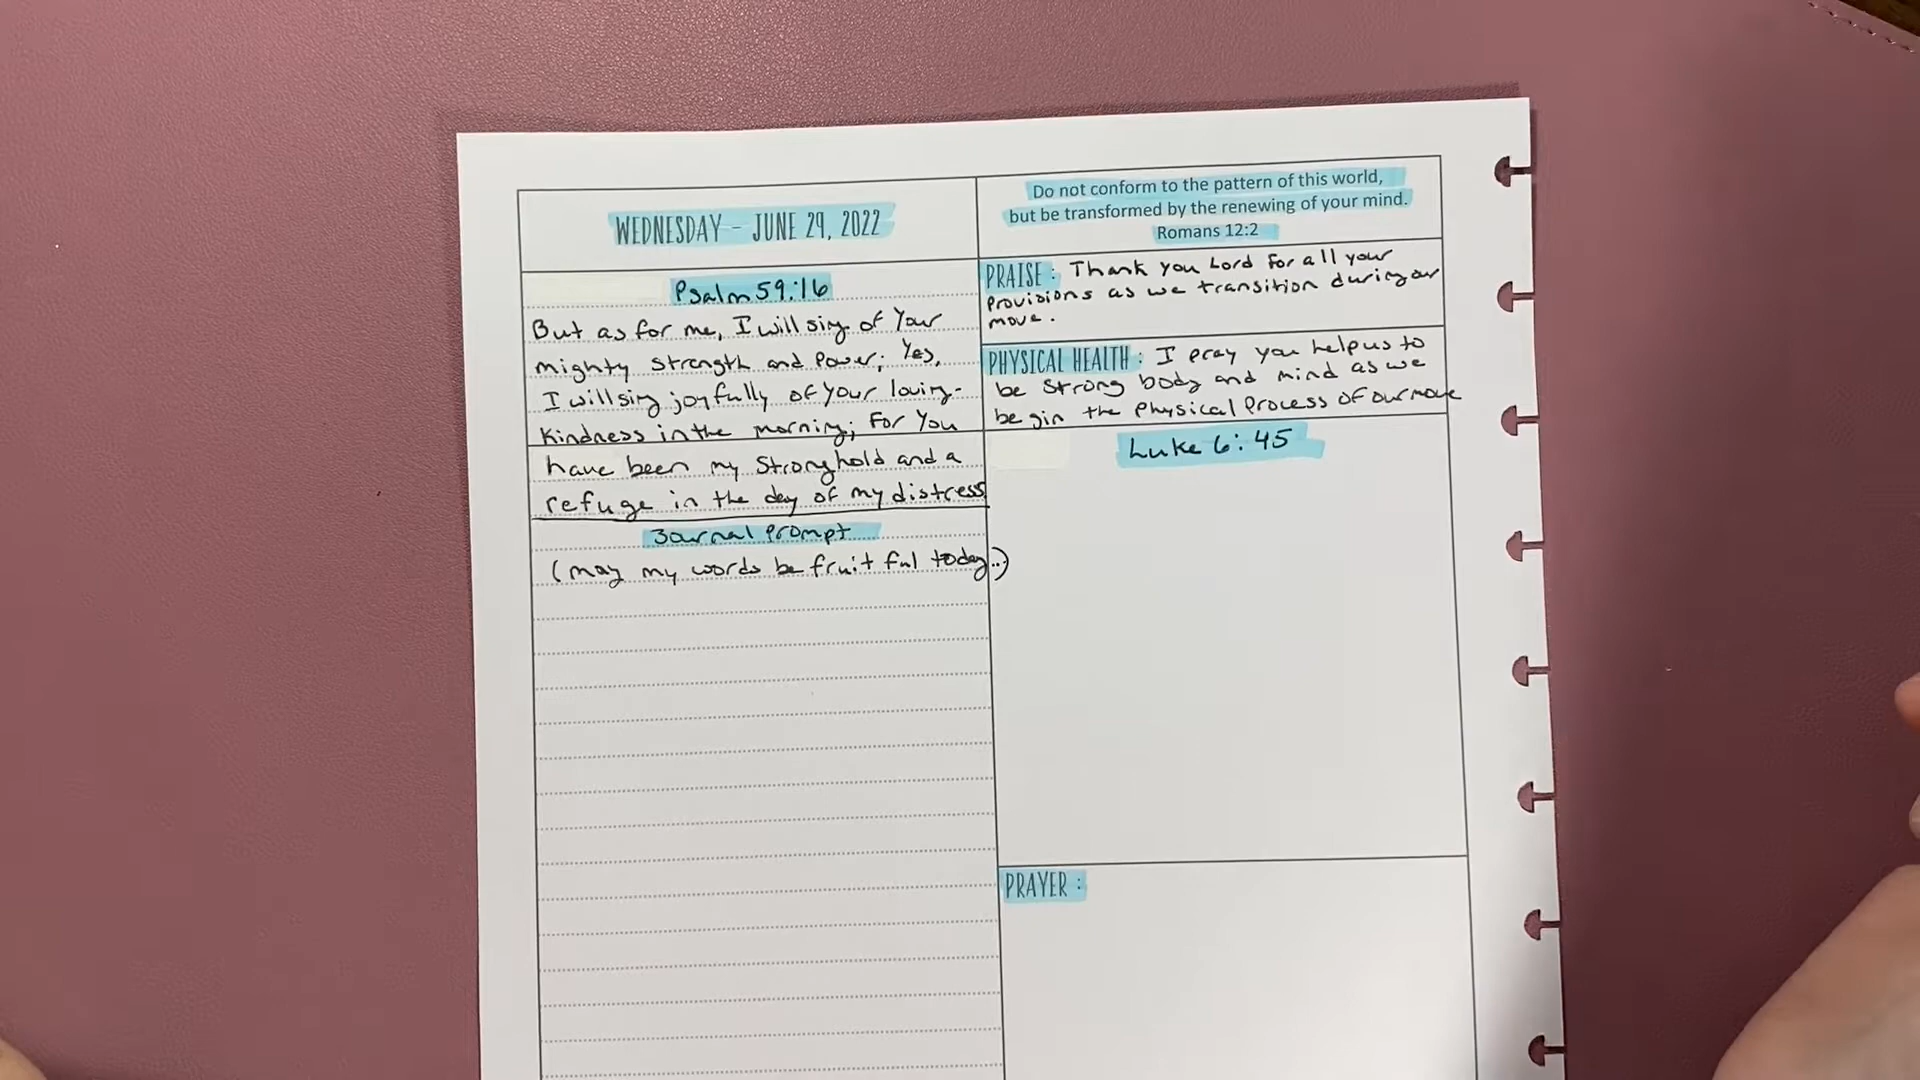 WEDNESDAY - JUNE 29, 2022
Psalm 59:16
But as for me, I will sing of Your
mighty strength and power; Yes,
I will sing joyfully of Your loving-
kindness in the morning; For You
have been my Stronghold and a
refuge in the day of my distress
Journal Prompt
(may my words be fruitful today..)
Do not conform to the pattern of this world,
but be transformed by the renewing of your mind.
Romans 12:2
PRAISE: Thank you Lord for all your
provisions as we transition during our
move.
PHYSICAL HEALTH: I pray you help us to
be strong body and mind as we
begin the physical process of our move
Luke 6:45
PRAYER: